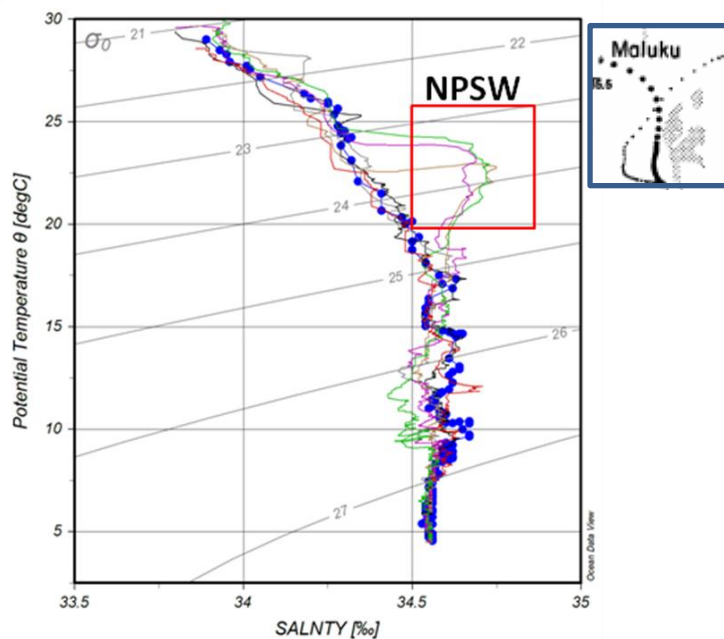 30
25
20
15
10
5
Potential Temperature θ [degC]
σ0
21
22
23
24
25
26
27
NPSW
33.5
34
34.5
35
SALNTY [‰]
Ocean Data View
Maluku